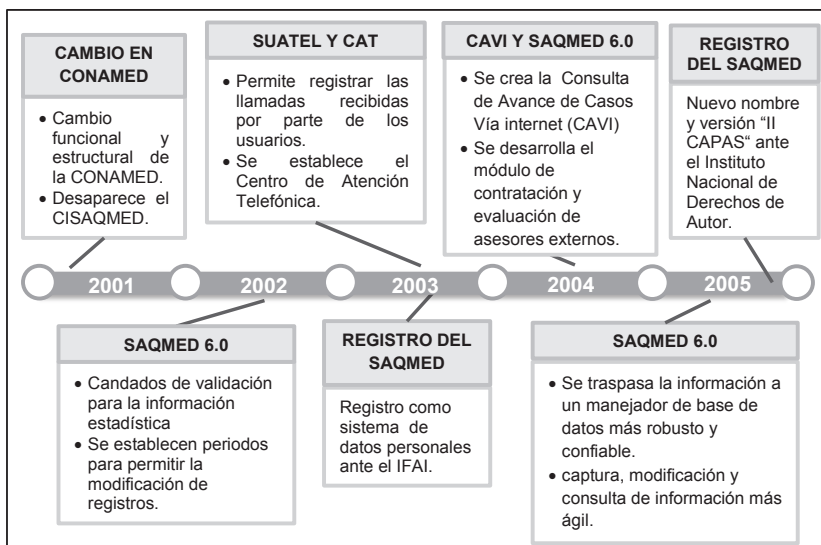 CAMBIO EN
CONAMED
• Cambio
funcional y
estructural de
la CONAMED.
• Desaparece el
CISAQMED.
SUATEL Y CAT
• Permite registrar las
llamadas recibidas
por parte de los
usuarios.
• Se establece el
Centro de Atención
Telefónica.
CAVI Y SAQMED 6.0
• Se crea la Consulta
de Avance de Casos
Vía internet (CAVI)
• Se desarrolla el
módulo de
contratación y
evaluación de
asesores externos.
REGISTRO
DEL SAQMED
Nuevo nombre
y versión "II
CAPAS" ante
el Instituto
Nacional de
Derechos de
Autor.
2001 2002 2003 2004 2005
SAQMED 6.0
• Candados de validación
para la información
estadística
• Se establecen periodos
para permitir la
modificación de
registros.
REGISTRO DEL
SAQMED
Registro como
sistema de
datos personales
ante el IFAI.
SAQMED 6.0
• Se traspasa la información a
un manejador de base de
datos más robusto y
confiable.
• captura, modificación y
consulta de información más
ágil.